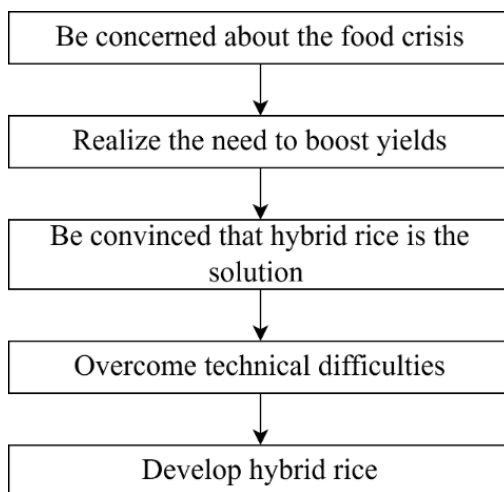 Be concerned about the food crisis
Realize the need to boost yields
Be convinced that hybrid rice is the
solution
Overcome technical difficulties
Develop hybrid rice